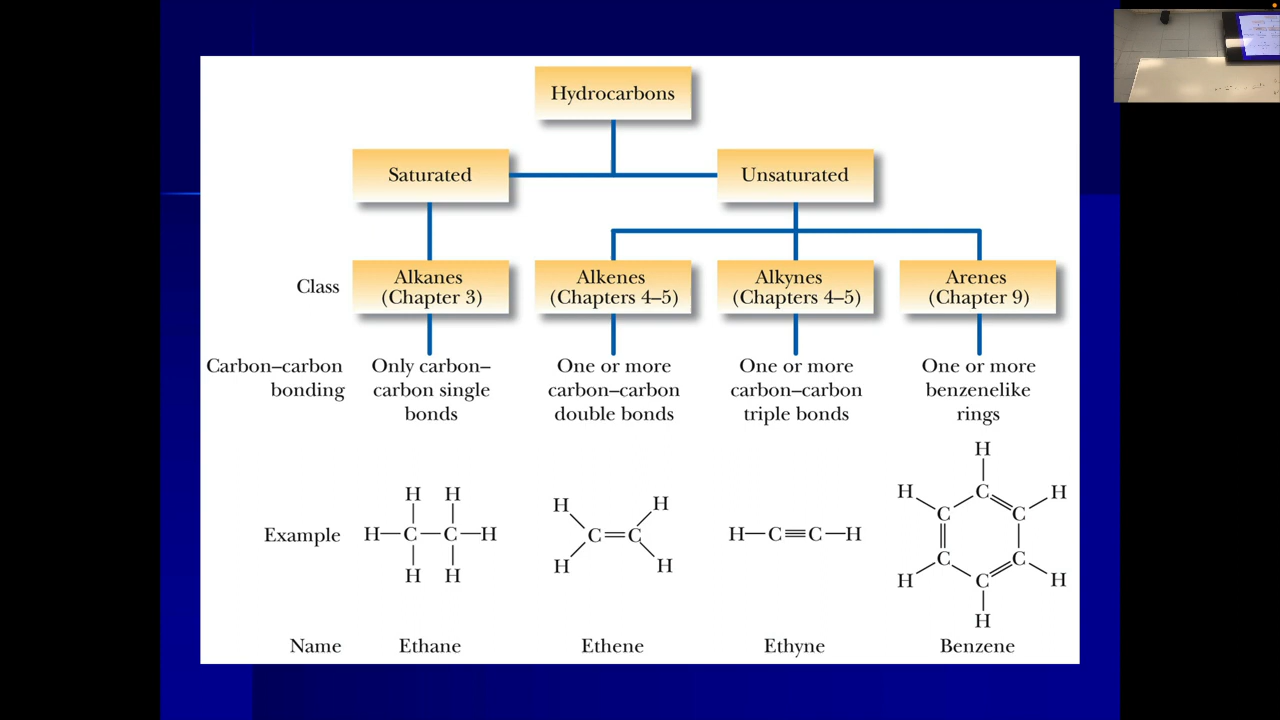 Hydrocarbons
Saturated
Unsaturated
Class
Alkanes
(Chapter 3)
Alkenes
(Chapters 4–5)
Alkynes
(Chapters 4–5)
Arenes
(Chapter 9)
Carbon–carbon
bonding
Only carbon–
carbon single
bonds
One or more
carbon–carbon
double bonds
One or more
carbon–carbon
triple bonds
One or more
benzenelike
rings
Example
H H
H—C—C—H
H H
H H
C=C
H H
H—C≡C—H
H
H C H
C C
C C
H C H
H
Name
Ethane
Ethene
Ethyne
Benzene